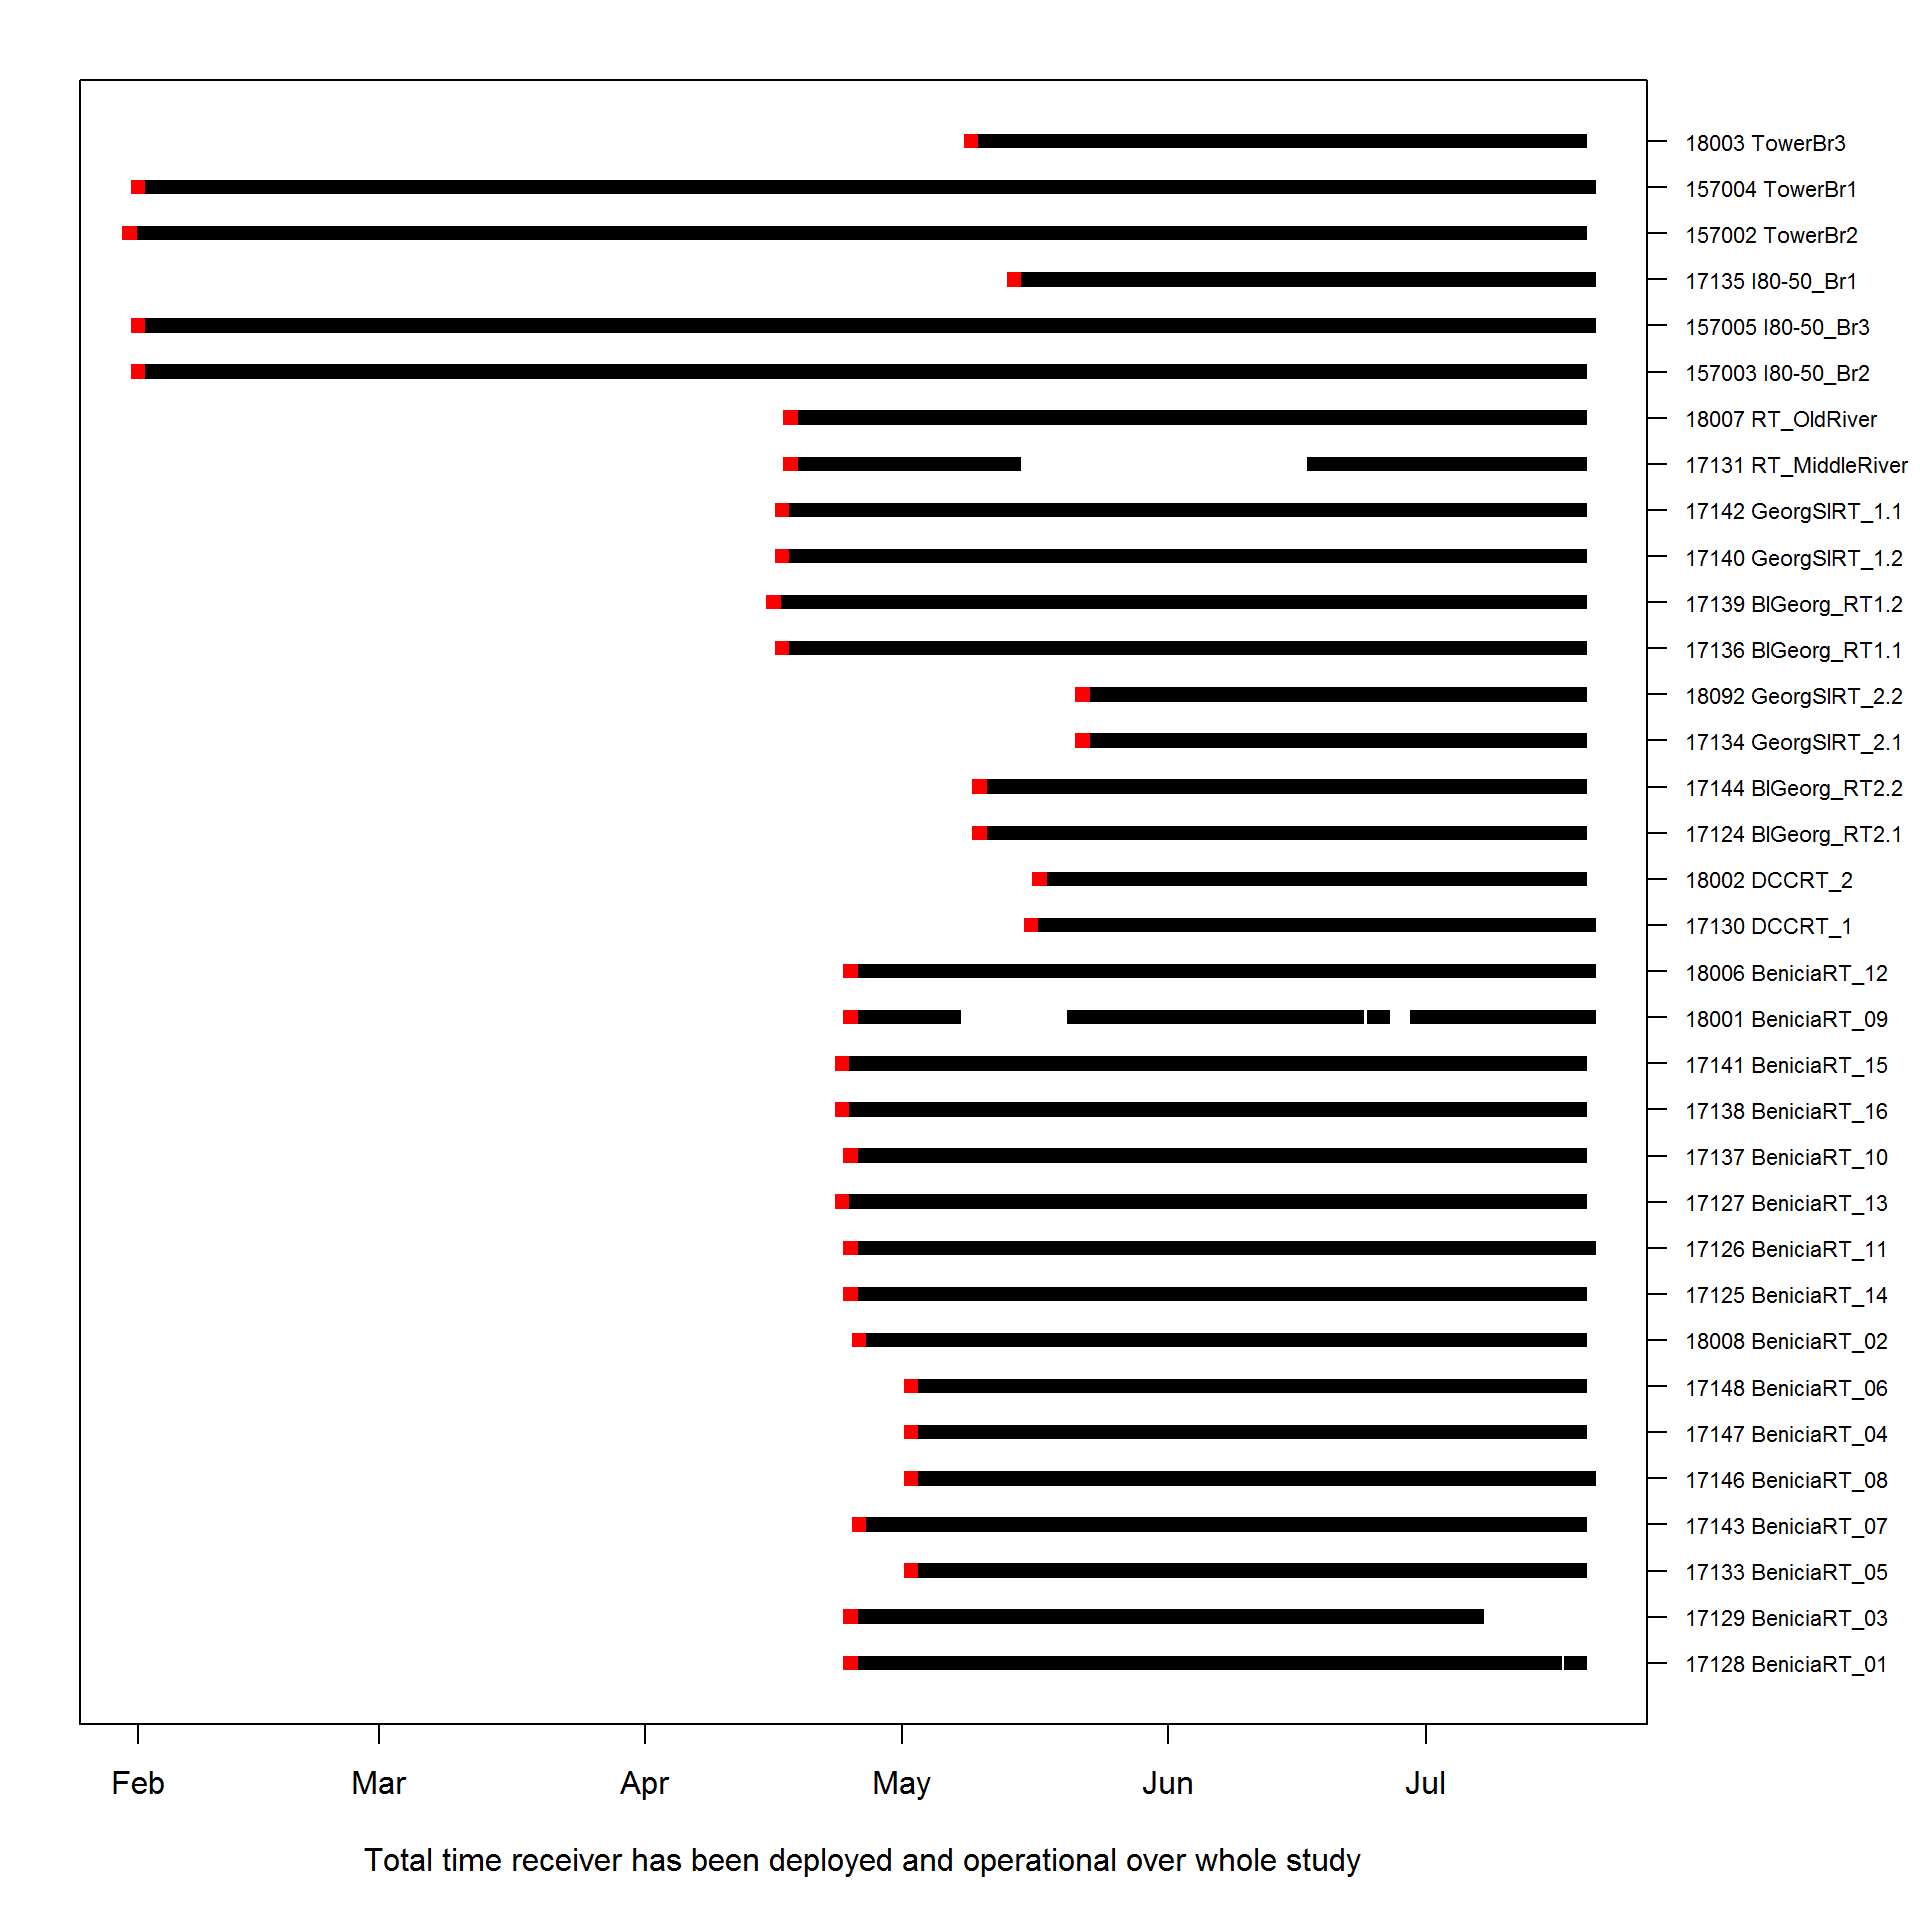 18003 TowerBr3
157004 TowerBr1
157002 TowerBr2
17135 I80-50_Br1
157005 I80-50_Br3
157003 I80-50_Br2
18007 RT_OldRiver
17131 RT_MiddleRiver
17142 GeorgSlRT_1.1
17140 GeorgSlRT_1.2
17139 BlGeorg_RT1.2
17136 BlGeorg_RT1.1
18092 GeorgSlRT_2.2
17134 GeorgSlRT_2.1
17144 BlGeorg_RT2.2
17124 BlGeorg_RT2.1
18002 DCCRT_2
17130 DCCRT_1
18006 BeniciaRT_12
18001 BeniciaRT_09
17141 BeniciaRT_15
17138 BeniciaRT_16
17137 BeniciaRT_10
17127 BeniciaRT_13
17126 BeniciaRT_11
17125 BeniciaRT_14
18008 BeniciaRT_02
17148 BeniciaRT_06
17147 BeniciaRT_04
17146 BeniciaRT_08
17143 BeniciaRT_07
17133 BeniciaRT_05
17129 BeniciaRT_03
17128 BeniciaRT_01
Feb Mar Apr May Jun Jul
Total time receiver has been deployed and operational over whole study